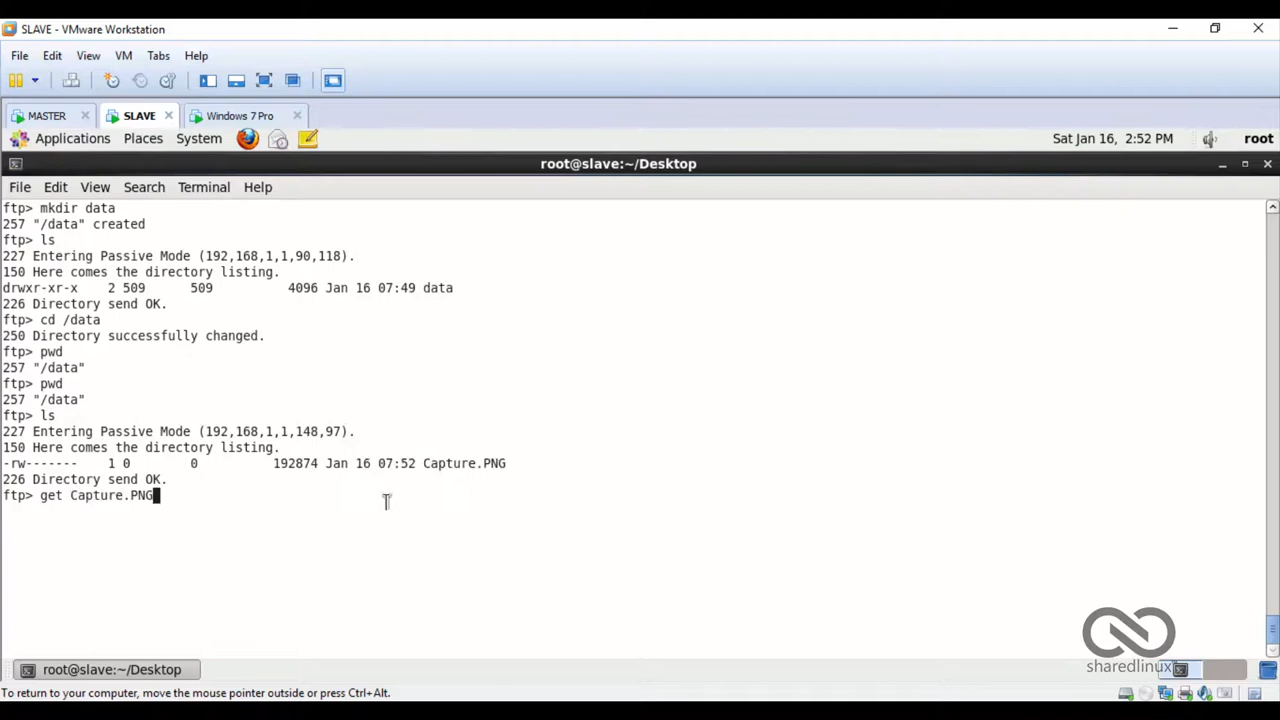 SLAVE - VMware Workstation
File Edit View VM Tabs Help
MASTER SLAVE Windows 7 Pro
Applications Places System Sat Jan 16, 2:52 PM root
root@slave:~/Desktop
File Edit View Search Terminal Help
ftp> mkdir data
257 "/data" created
ftp> ls
227 Entering Passive Mode (192,168,1,1,90,118).
150 Here comes the directory listing.
drwxr-xr-x    2 509      509          4096 Jan 16 07:49 data
226 Directory send OK.
ftp> cd /data
250 Directory successfully changed.
ftp> pwd
257 "/data"
ftp> pwd
257 "/data"
ftp> ls
227 Entering Passive Mode (192,168,1,1,148,97).
150 Here comes the directory listing.
-rw-------    1 0        0          192874 Jan 16 07:52 Capture.PNG
226 Directory send OK.
ftp> get Capture.PNG
sharedlinux
root@slave:~/Desktop
To return to your computer, move the mouse pointer outside or press Ctrl+Alt.